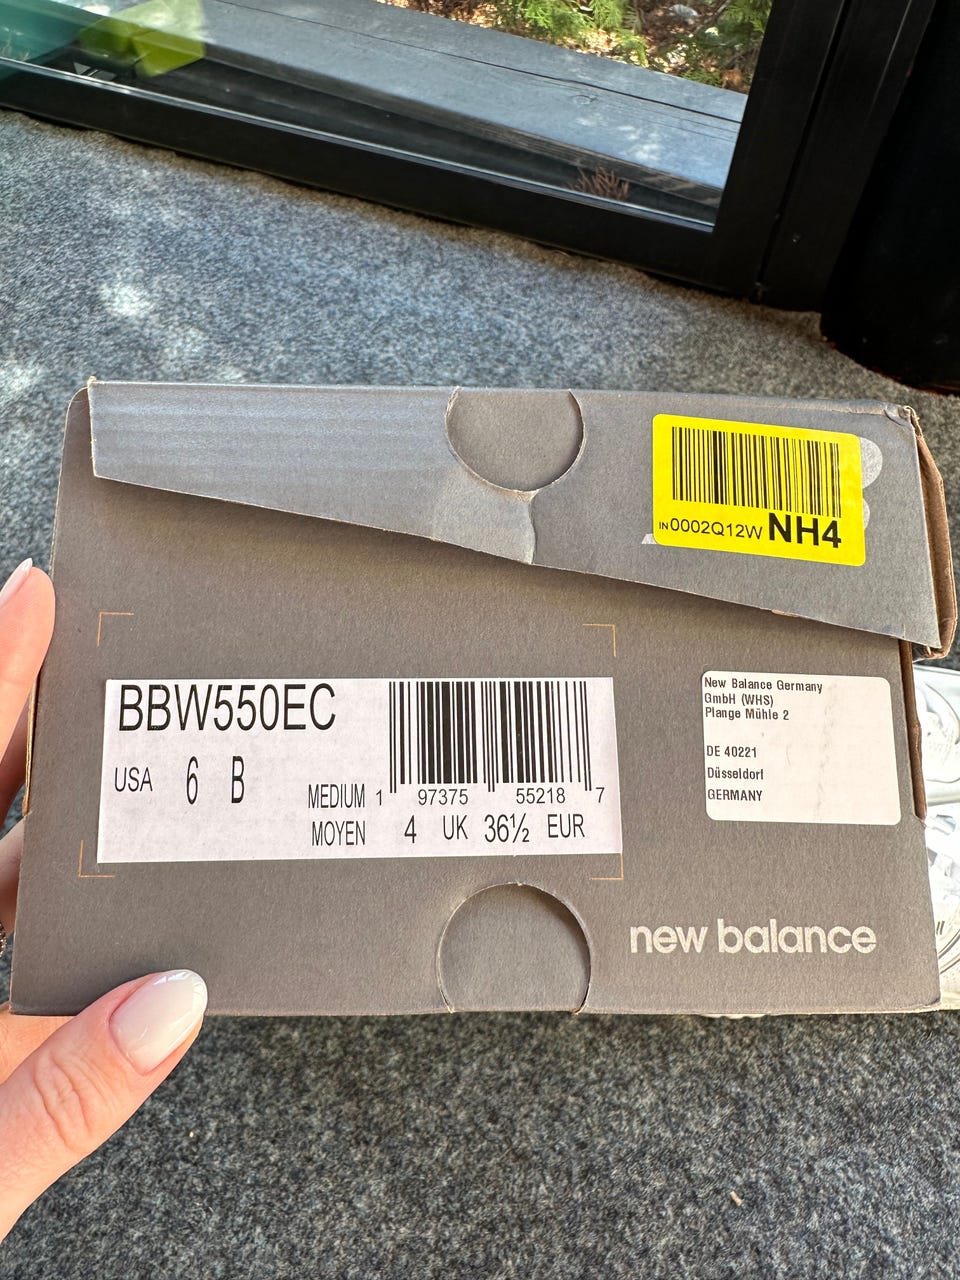 IN0002Q12W NH4
BBW550EC
USA 6 B
MEDIUM
MOYEN
1 97375 55218 7
4 UK 36½ EUR
New Balance Germany
GmbH (WHS)
Plange Mühle 2
DE 40221
Düsseldorf
GERMANY
new balance